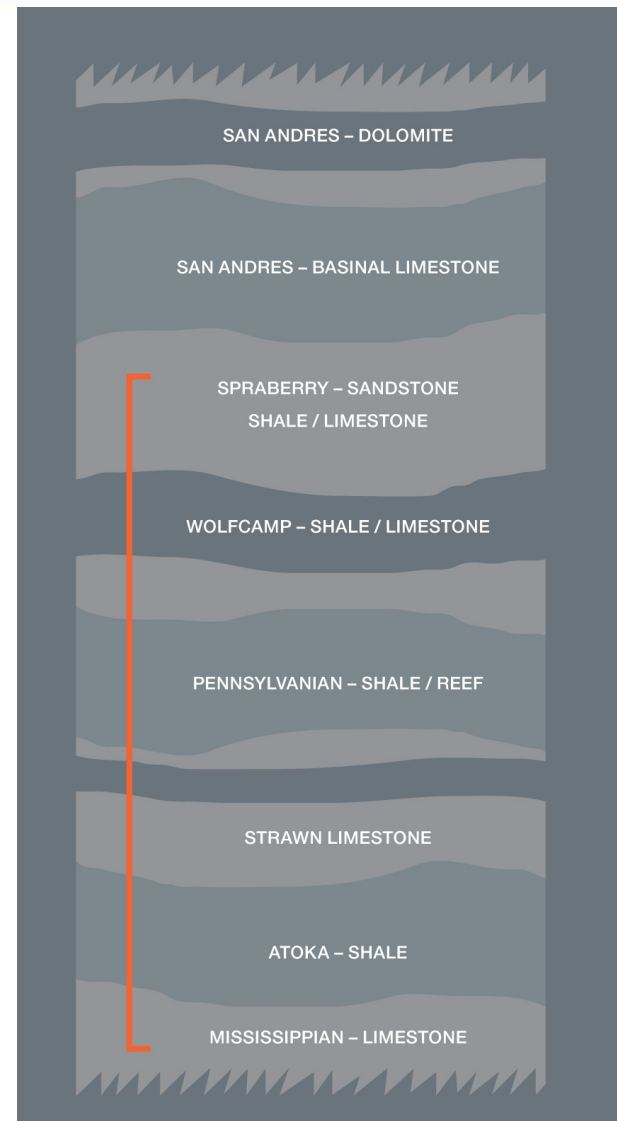 SAN ANDRES – DOLOMITE
SAN ANDRES – BASINAL LIMESTONE
SPRABERRY – SANDSTONE
SHALE / LIMESTONE
WOLFCAMP – SHALE / LIMESTONE
PENNSYLVANIAN – SHALE / REEF
STRAWN LIMESTONE
ATOKA – SHALE
MISSISSIPPIAN – LIMESTONE